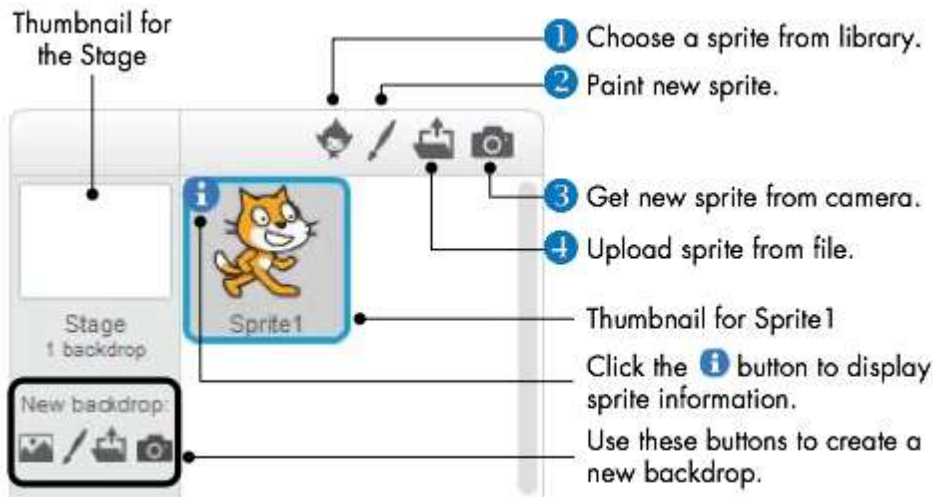 Thumbnail for
the Stage
1 Choose a sprite from library.
2 Paint new sprite.
3 Get new sprite from camera.
4 Upload sprite from file.
i
Sprite1
Stage
1 backdrop
Thumbnail for Sprite1
Click the i button to display
sprite information.
New backdrop:
Use these buttons to create a
new backdrop.